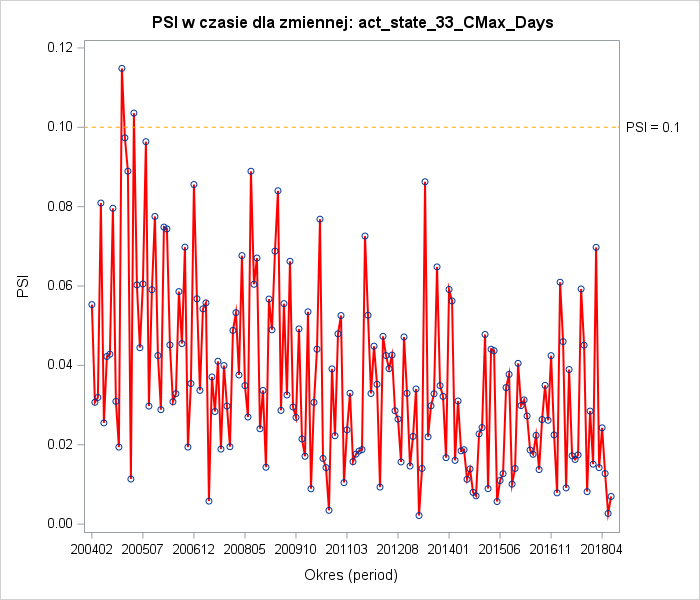 PSI w czasie dla zmiennej: act_state_33_CMax_Days
0.12
0.10
PSI = 0.1
0.08
0.06
PSI
0.04
0.02
0.00
200402 200507 200612 200805 200910 201103 201208 201401 201506 201611 201804
Okres (period)